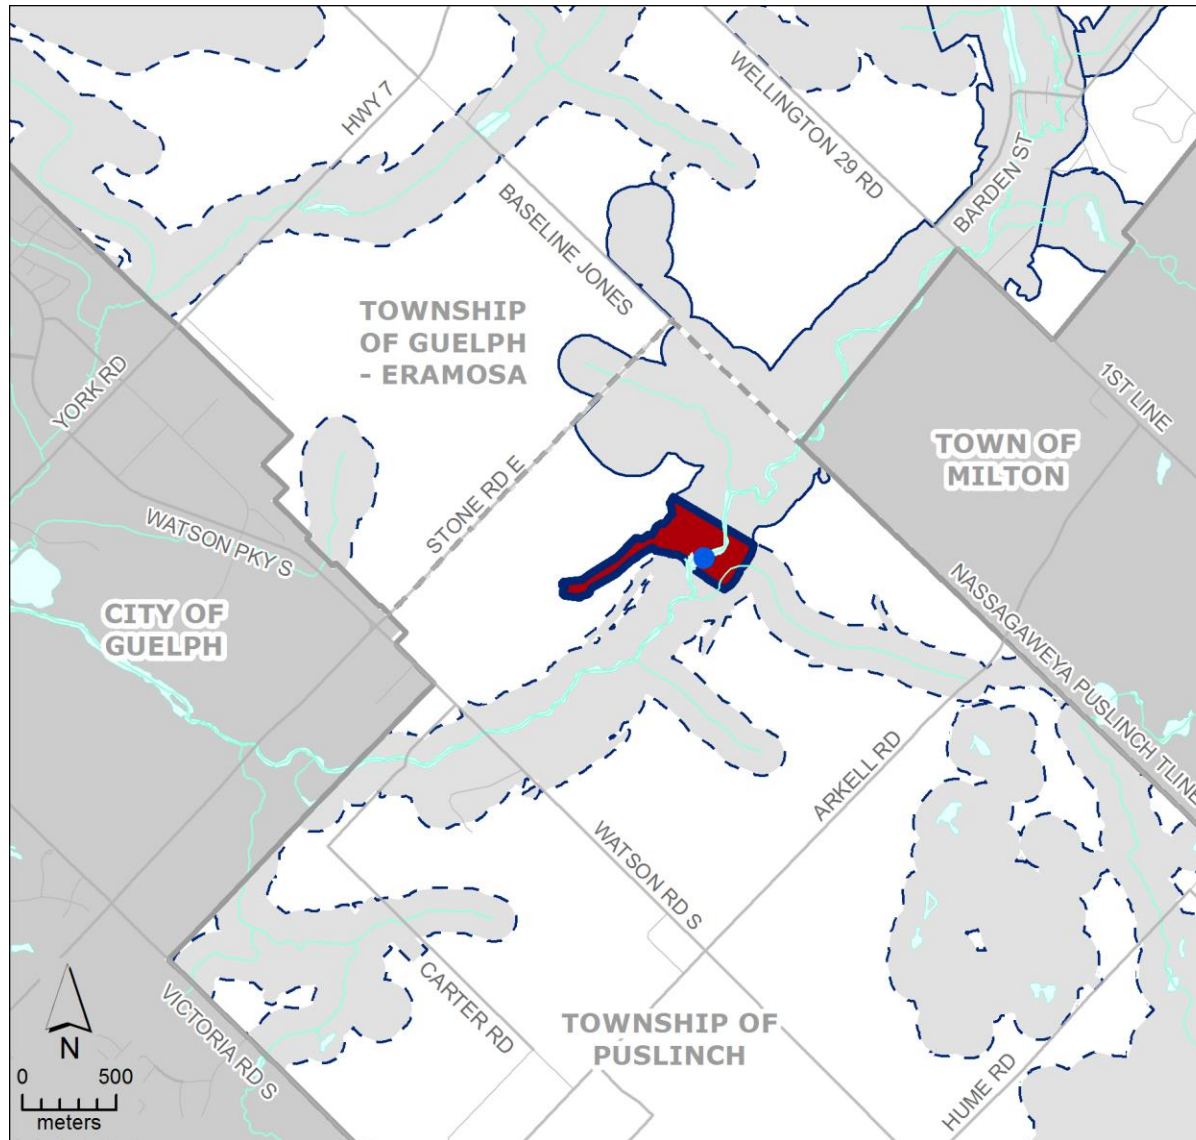 WELLINGTON 29 RD
HWY 7
BARDEN ST
BASELINE JONES
TOWNSHIP
OF GUELPH
- ERAMOSA
YORK RD
1ST LINE
TOWN OF
MILTON
STONE RD E
WATSON PKY S
CITY OF
GUELPH
NASSAGAWEYA PUSLINCH TLINE
ARKELL RD
WATSON RD S
CARTER RD
VICTORIA RD S
TOWNSHIP OF
PUSLINCH
HUME RD
N
0 500
meters